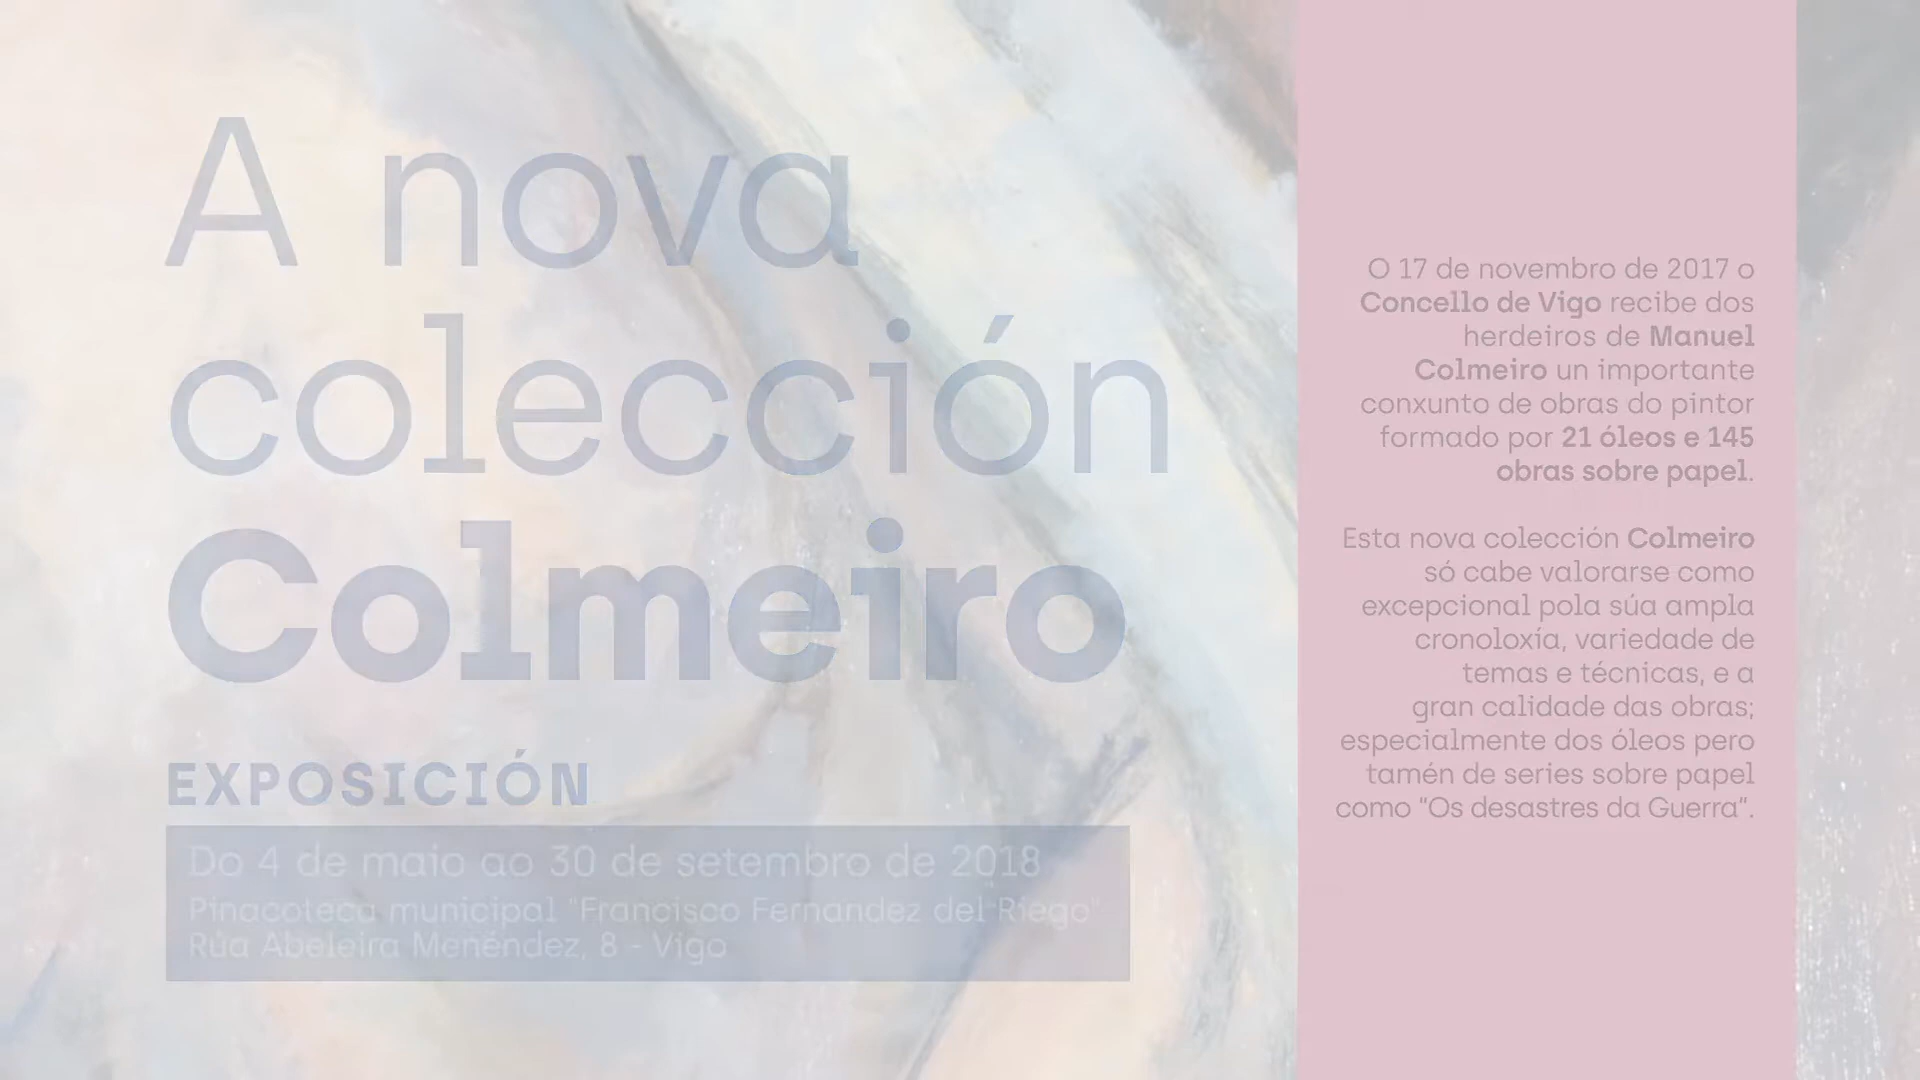 A nova
colección
Colmeiro
EXPOSICIÓN
Do 4 de maio ao 30 de setembro de 2018
Pinacoteca municipal "Francisco Fernandez del Riego"
Rúa Abeleira Menéndez, 8 - Vigo
O 17 de novembro de 2017 o
Concello de Vigo recibe dos
herdeiros de Manuel
Colmeiro un importante
conxunto de obras do pintor
formado por 21 óleos e 145
obras sobre papel.
Esta nova colección Colmeiro
só cabe valorarse como
excepcional pola súa ampla
cronoloxía, variedade de
temas e técnicas, e a
gran calidade das obras;
especialmente dos óleos pero
tamén de series sobre papel
como “Os desastres da Guerra”.